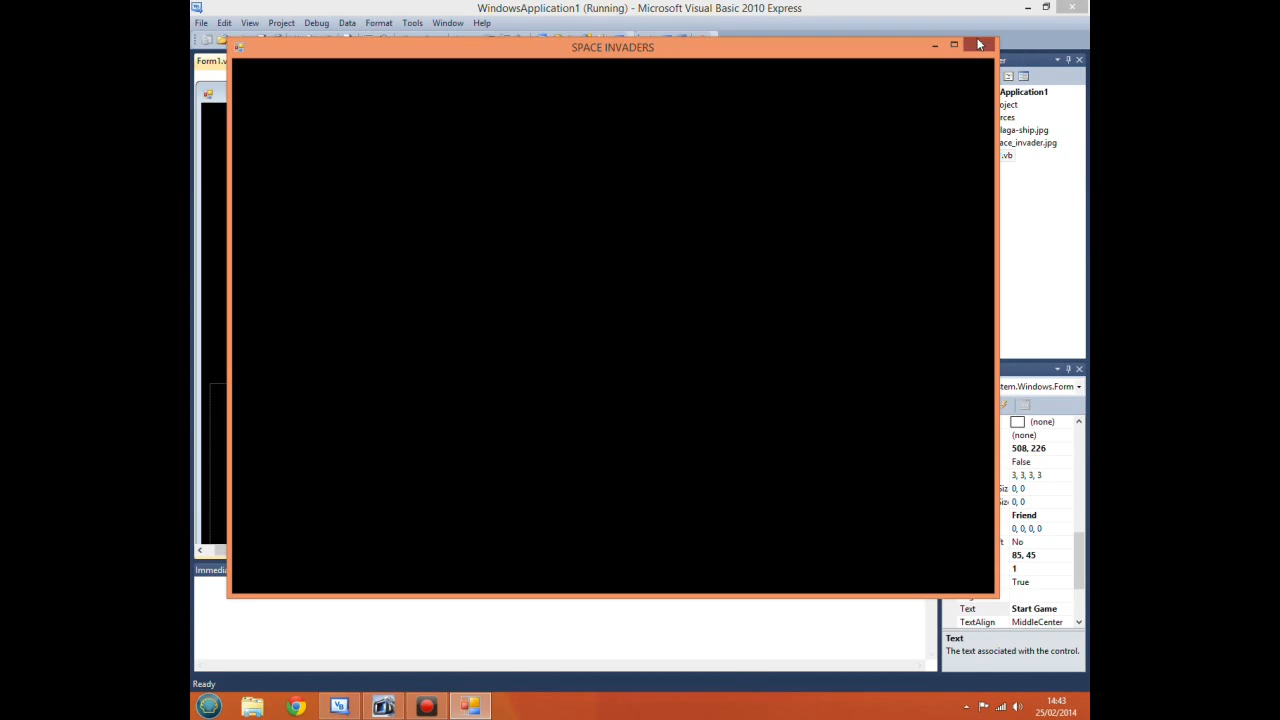 WindowsApplication1 (Running) - Microsoft Visual Basic 2010 Express
File Edit View Project Debug Data Format Tools Window Help
SPACE INVADERS
Form1.v
Application1
oject
rces
laga-ship.jpg
ace_invader.jpg
.vb
tem.Windows.Form
(none)
(none)
508, 226
False
3, 3, 3, 3
Siz 0, 0
Siz 0, 0
Friend
0, 0, 0, 0
ft No
85, 45
1
True
Text Start Game
TextAlign MiddleCenter
Text
The text associated with the control.
Immedia
Ready
14:43
25/02/2014